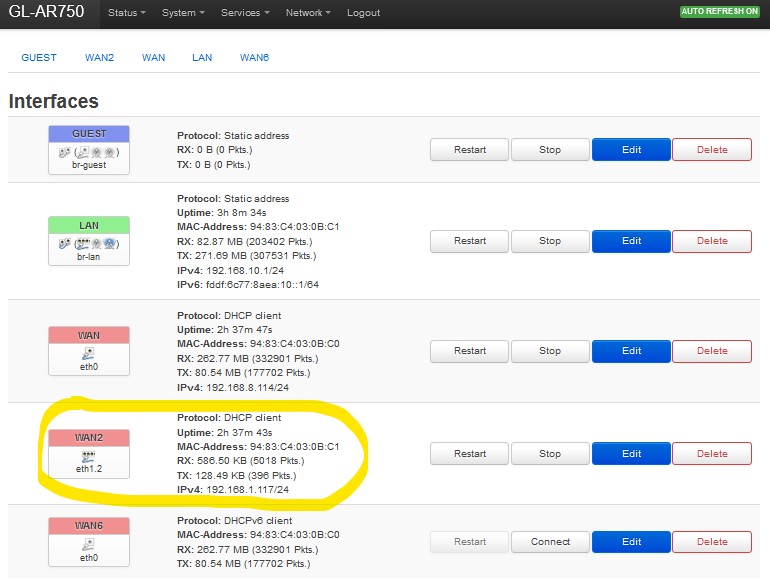 GL-AR750 Status System Services Network Logout AUTO REFRESH ON
GUEST WAN2 WAN LAN WAN6
Interfaces
GUEST
br-guest
Protocol: Static address
RX: 0 B (0 Pkts.)
TX: 0 B (0 Pkts.)
Restart Stop Edit Delete
LAN
br-lan
Protocol: Static address
Uptime: 3h 8m 34s
MAC-Address: 94:83:C4:03:0B:C1
RX: 82.87 MB (203402 Pkts.)
TX: 271.69 MB (307531 Pkts.)
IPv4: 192.168.10.1/24
IPv6: fddf:6c77:8aea:10::1/64
Restart Stop Edit Delete
WAN
eth0
Protocol: DHCP client
Uptime: 2h 37m 47s
MAC-Address: 94:83:C4:03:0B:C0
RX: 262.77 MB (332901 Pkts.)
TX: 80.54 MB (177702 Pkts.)
IPv4: 192.168.8.114/24
Restart Stop Edit Delete
WAN2
eth1.2
Protocol: DHCP client
Uptime: 2h 37m 43s
MAC-Address: 94:83:C4:03:0B:C1
RX: 586.50 KB (5018 Pkts.)
TX: 128.49 KB (396 Pkts.)
IPv4: 192.168.1.117/24
Restart Stop Edit Delete
WAN6
eth0
Protocol: DHCPv6 client
MAC-Address: 94:83:C4:03:0B:C0
RX: 262.77 MB (332901 Pkts.)
TX: 80.54 MB (177702 Pkts.)
Restart Connect Edit Delete